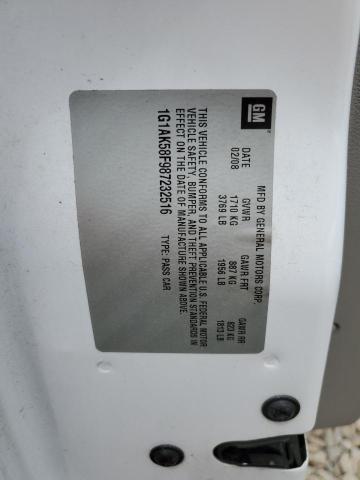 GM
MFD BY GENERAL MOTORS CORP.
DATE GVWR GAWR FRT GAWR RR
02/08 1710 KG 887 KG 823 KG
3769 LB 1956 LB 1813 LB
THIS VEHICLE CONFORMS TO ALL APPLICABLE U.S. FEDERAL MOTOR
VEHICLE SAFETY, BUMPER, AND THEFT PREVENTION STANDARDS IN
EFFECT ON THE DATE OF MANUFACTURE SHOWN ABOVE.
1G1AK58F987232516 TYPE: PASS CAR